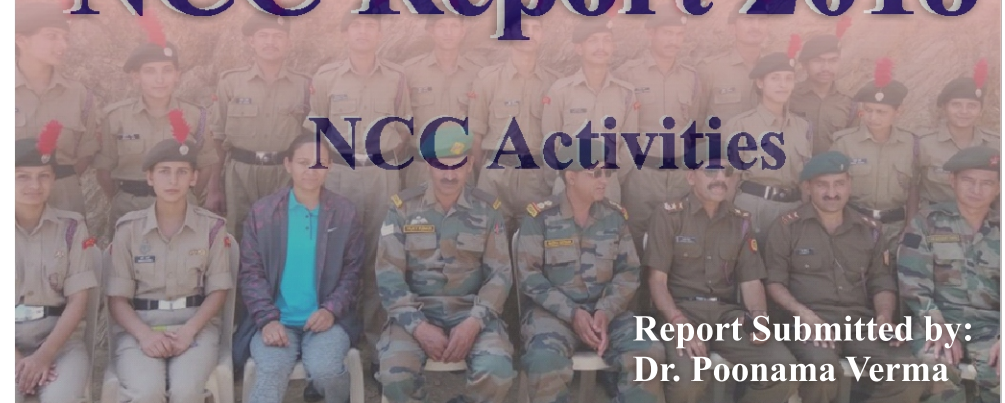 NCC Report 2018
NCC Activities
Report Submitted by:
Dr. Poonama Verma